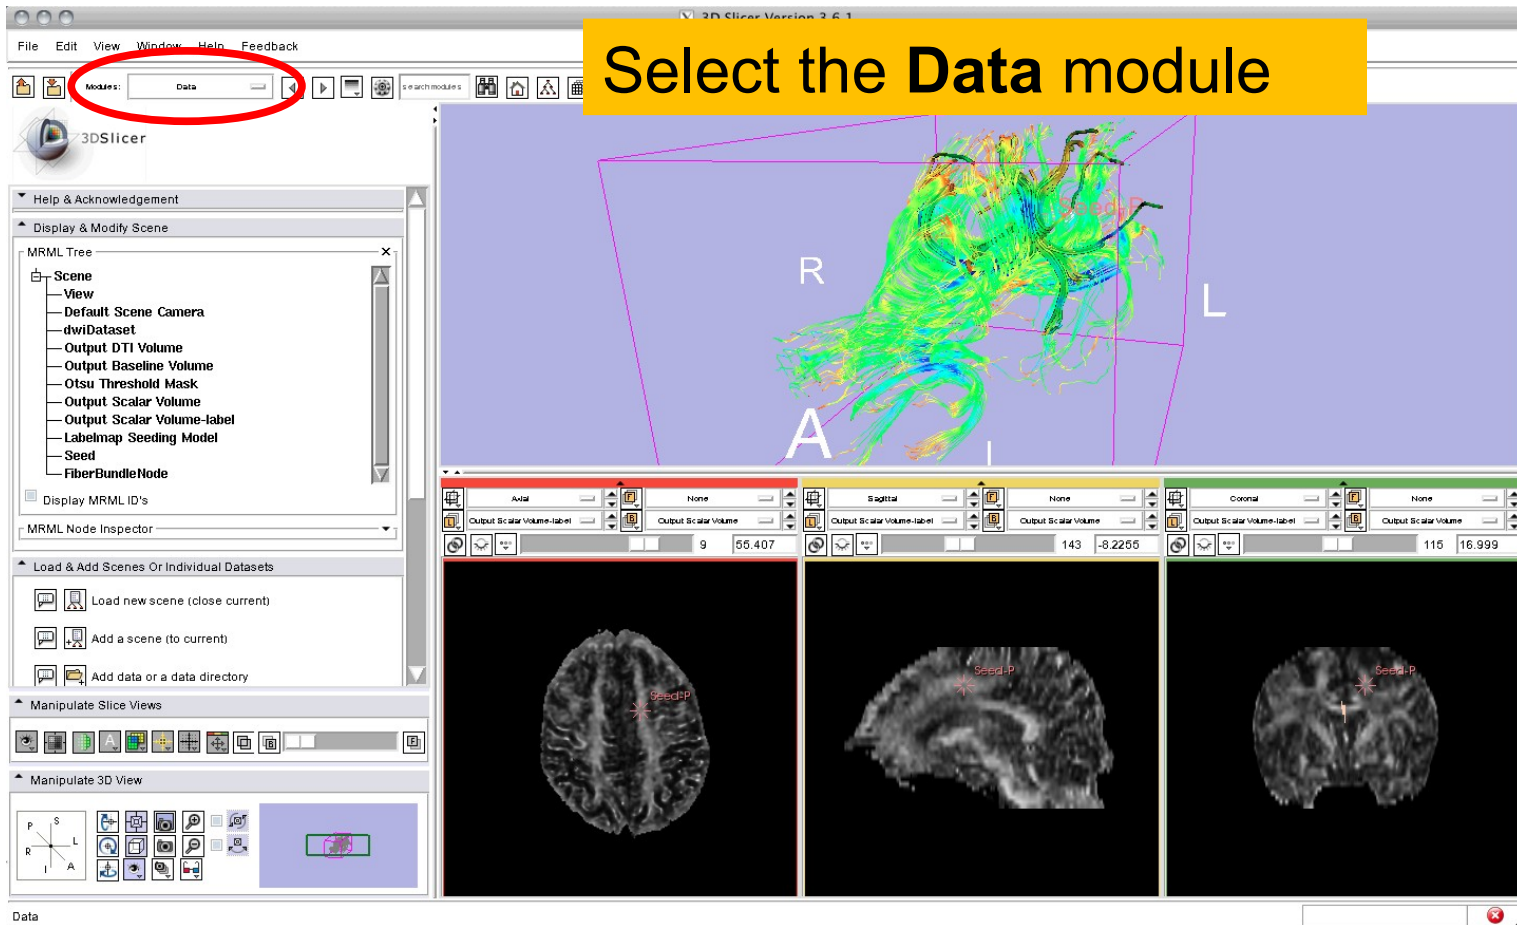 3D Slicer Version 3.6.1
Select the Data module
File Edit View Window Help Feedback
Modules: Data search modules
3DSlicer
Help & Acknowledgement
Display & Modify Scene
MRML Tree
Scene
View
Default Scene Camera
dwiDataset
Output DTI Volume
Output Baseline Volume
Otsu Threshold Mask
Output Scalar Volume
Output Scalar Volume-label
Labelmap Seeding Model
Seed
FiberBundleNode
Display MRML ID's
MRML Node Inspector
Load & Add Scenes Or Individual Datasets
Load new scene (close current)
Add a scene (to current)
Add data or a data directory
Manipulate Slice Views
A B F
Manipulate 3D View
P S
R L
I A
Seed-P
R
L
A
I
Axial F None
L Output Scalar Volume-label B Output Scalar Volume
9 55.407
Seed-P
Sagittal F None
L Output Scalar Volume-label B Output Scalar Volume
143 -8.2255
Seed-P
Coronal F None
L Output Scalar Volume-label B Output Scalar Volume
115 16.999
Seed-P
Data